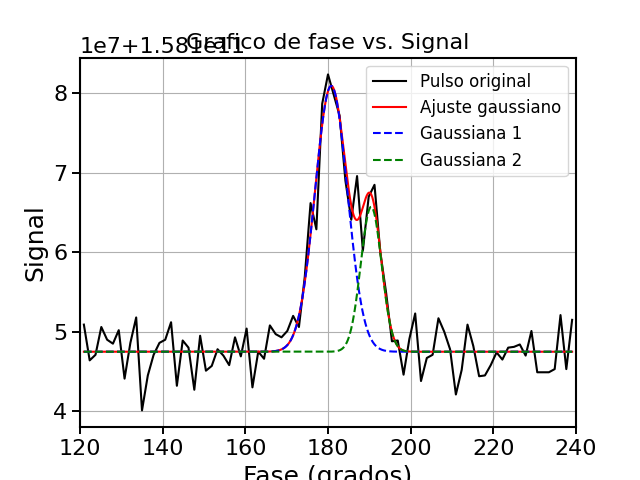 1e7+1.581e11
Grafico de fase vs. Signal
Pulso original
Ajuste gaussiano
Gaussiana 1
Gaussiana 2
8
7
6
5
4
Signal
120 140 160 180 200 220 240
Fase (grados)